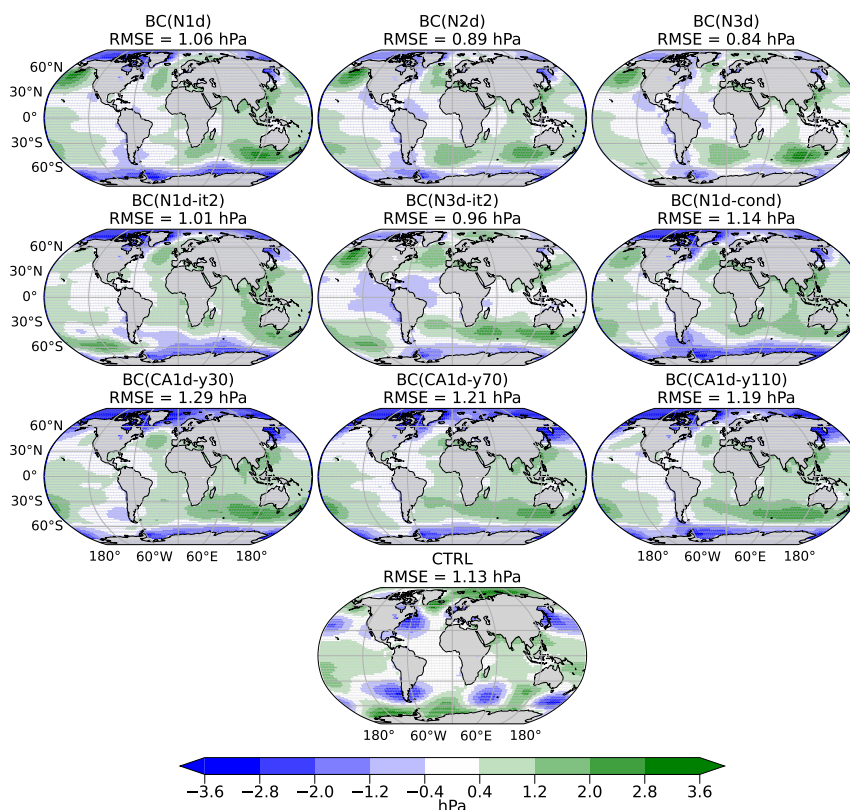 BC(N1d) BC(N2d) BC(N3d)
RMSE = 1.06 hPa RMSE = 0.89 hPa RMSE = 0.84 hPa
60°N
30°N
0°
30°S
60°S
BC(N1d-it2) BC(N3d-it2) BC(N1d-cond)
RMSE = 1.01 hPa RMSE = 0.96 hPa RMSE = 1.14 hPa
60°N
30°N
0°
30°S
60°S
BC(CA1d-y30) BC(CA1d-y70) BC(CA1d-y110)
RMSE = 1.29 hPa RMSE = 1.21 hPa RMSE = 1.19 hPa
60°N
30°N
0°
30°S
60°S
180° 60°W 60°E 180° 180° 60°W 60°E 180°
CTRL
RMSE = 1.13 hPa
180° 60°W 60°E 180°
−3.6 −2.8 −2.0 −1.2 −0.4 0.4 1.2 2.0 2.8 3.6
hPa